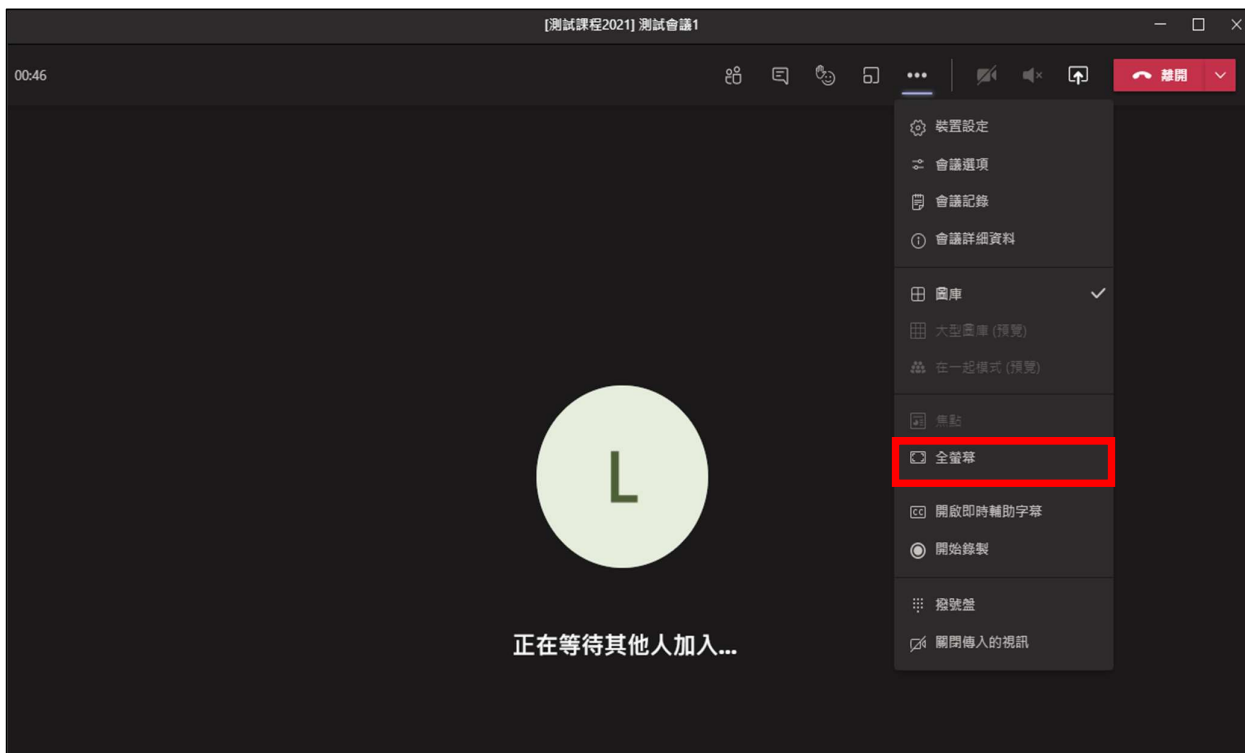 [測試課程2021] 測試會議1
00:46
離開
裝置設定
會議選項
會議記錄
會議詳細資料
圖庫
大型圖庫 (預覽)
在一起模式 (預覽)
焦點
全螢幕
CC 開啟即時輔助字幕
開始錄製
撥號盤
關閉傳入的視訊
L
正在等待其他人加入...